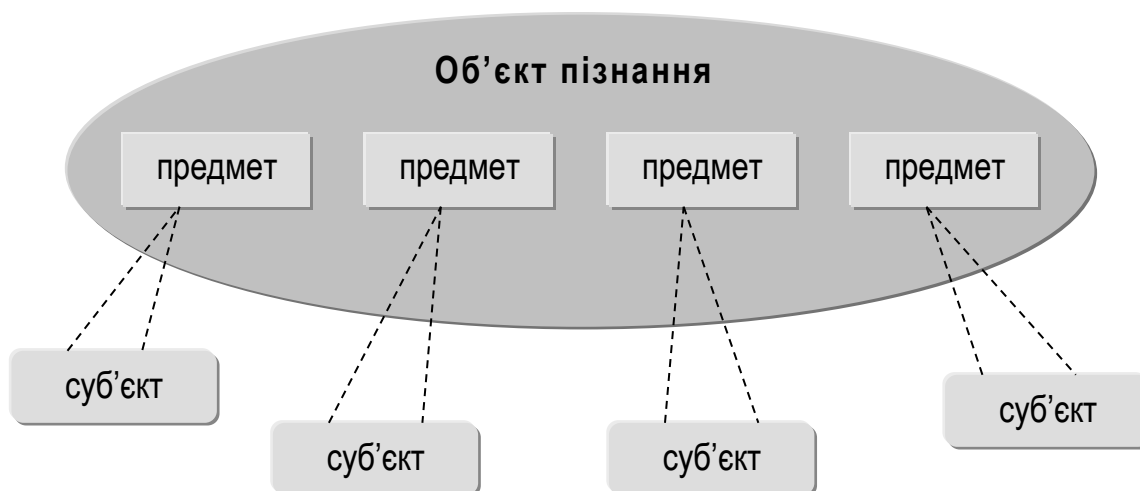 Об’єкт пізнання
предмет предмет предмет предмет
суб’єкт
суб’єкт
суб’єкт
суб’єкт